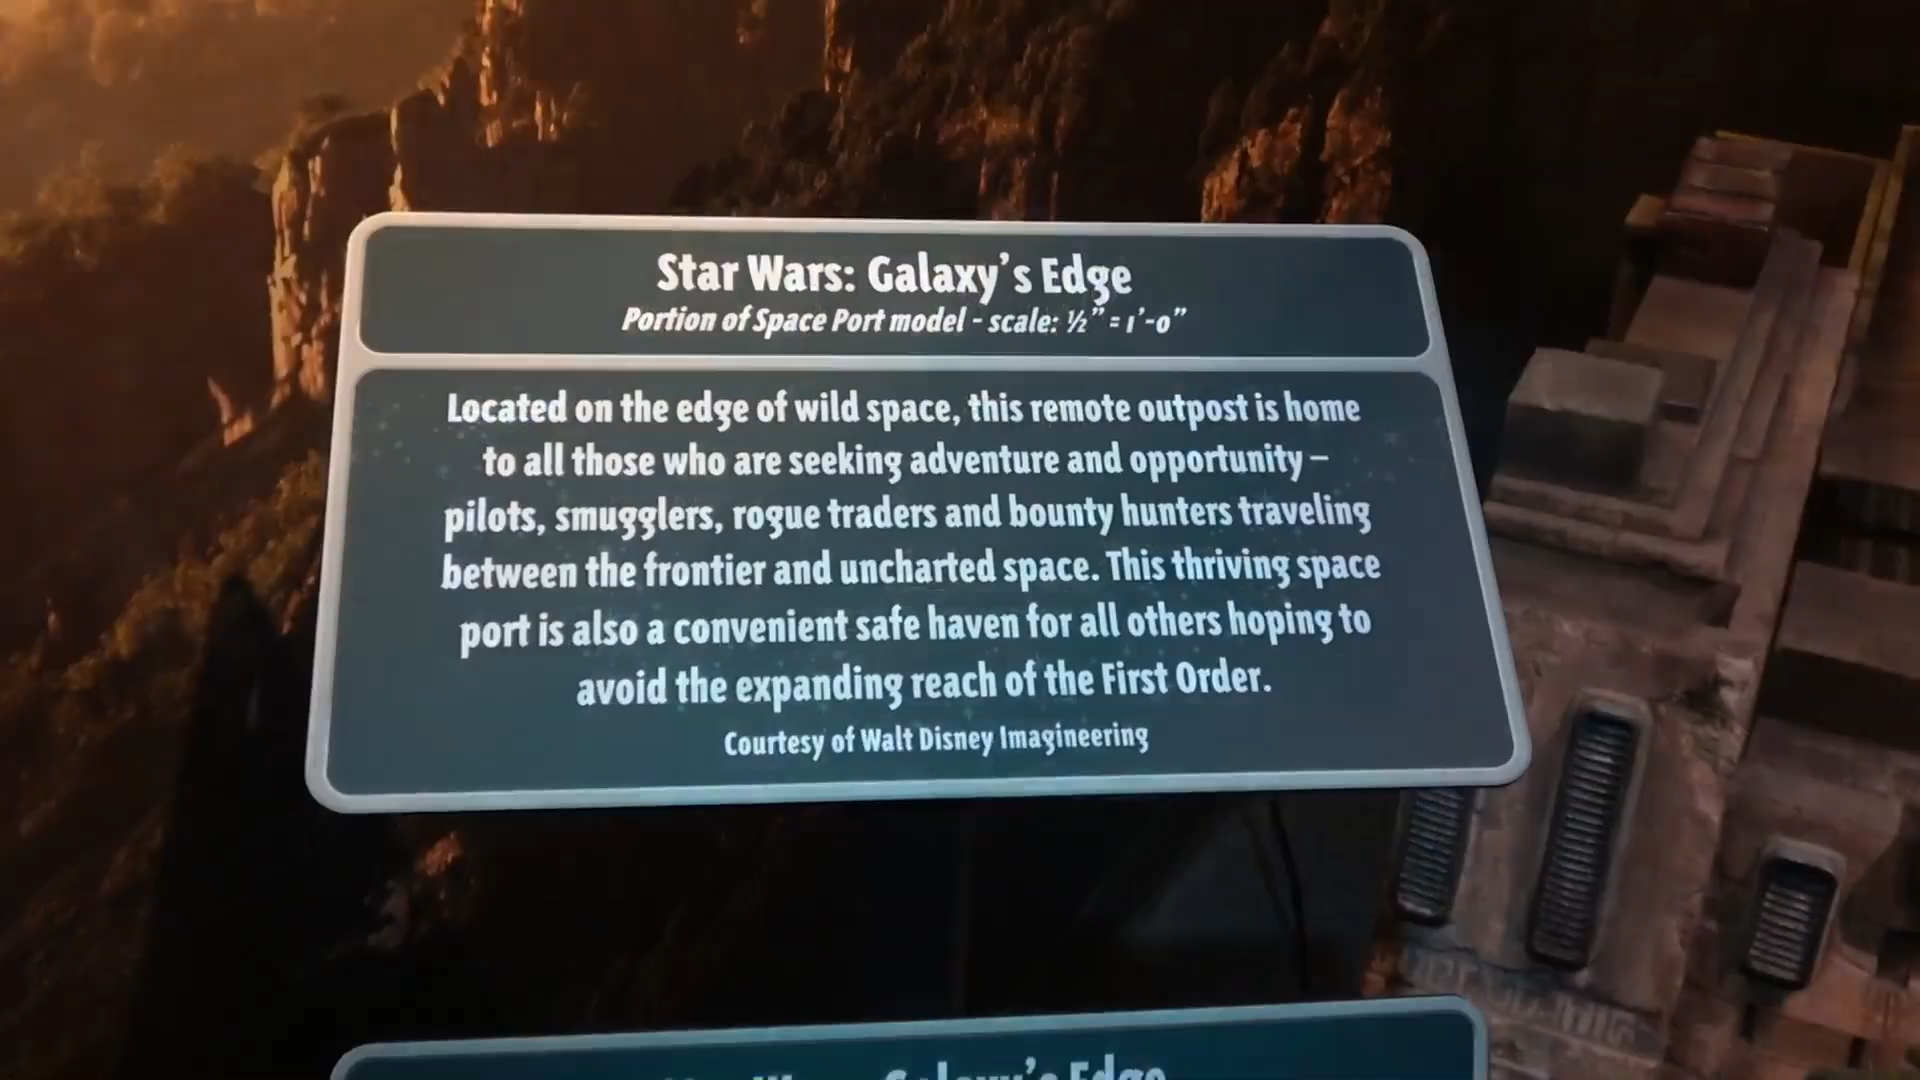 Star Wars: Galaxy's Edge
Portion of Space Port model - scale: ½" = 1'-0"
Located on the edge of wild space, this remote outpost is home
to all those who are seeking adventure and opportunity –
pilots, smugglers, rogue traders and bounty hunters traveling
between the frontier and uncharted space. This thriving space
port is also a convenient safe haven for all others hoping to
avoid the expanding reach of the First Order.
Courtesy of Walt Disney Imagineering
Galaxy's Edge